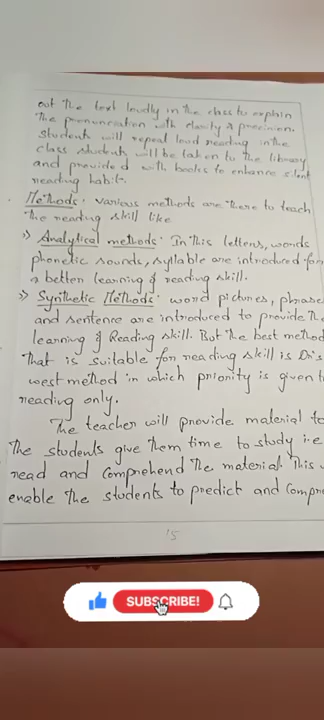 out the text loudly in the class to explain
the pronunciation with clarity & precision.
Students will repeat loud reading in the
class students will be taken to the library
and provided with books to enhance silent
reading habit.
Methods: Various methods are there to teach
the reading skill like
1) Analytical methods: In this letters, words
phonetic sounds, syllable are introduced for
a better learning of reading skill.
2) Synthetic Methods: word pictures, phrase
and sentence are introduced to provide the
learning of Reading skill. But the best method
that is suitable for reading skill is Dr's
west method in which priority is given t
reading only.
The teacher will provide material to
the students give them time to study i.e
read and comprehend the material. This
enable the students to predict and compre
15
SUBSCRIBE!